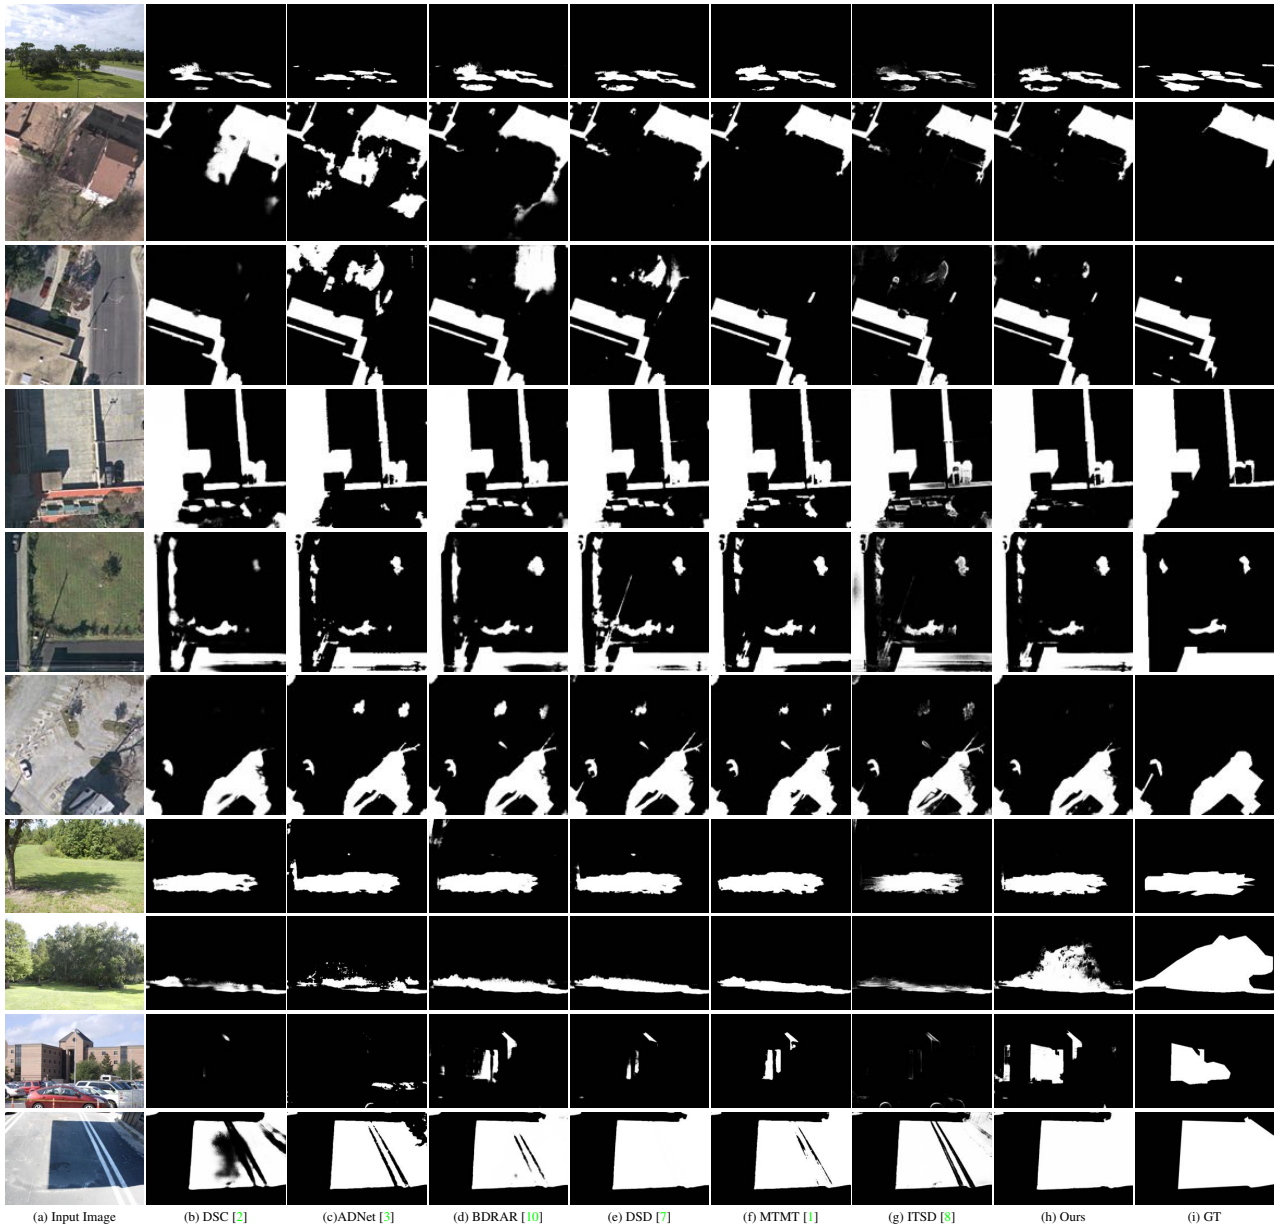 (a) Input Image (b) DSC [2] (c)ADNet [3] (d) BDRAR [10] (e) DSD [7] (f) MTMT [1] (g) ITSD [8] (h) Ours (i) GT